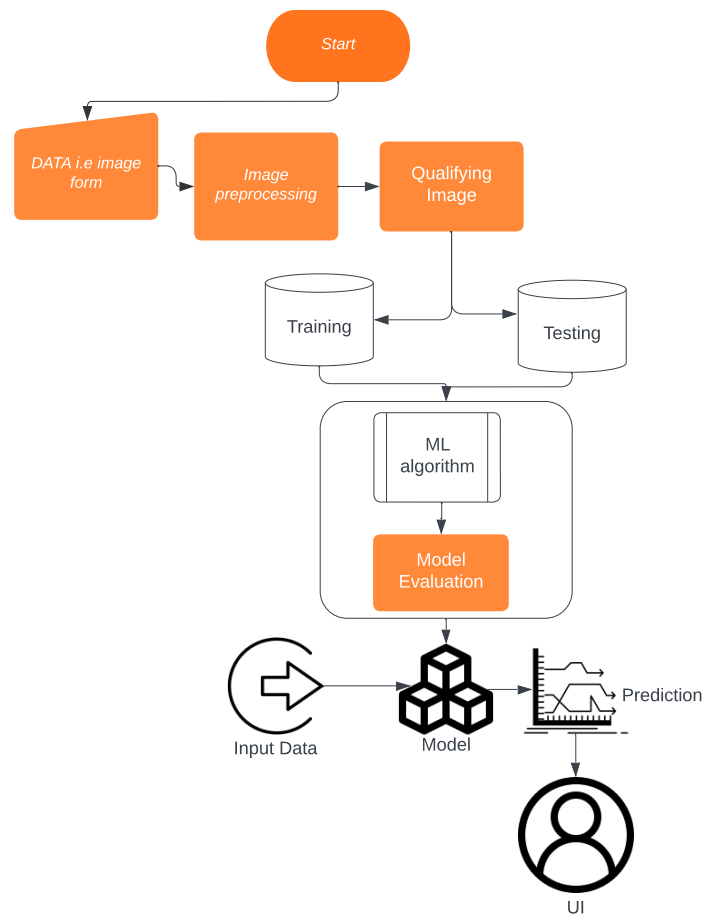 Start
DATA i.e image
form
Image
preprocessing
Qualifying
Image
Training
Testing
ML
algorithm
Model
Evaluation
Input Data
Model
Prediction
UI